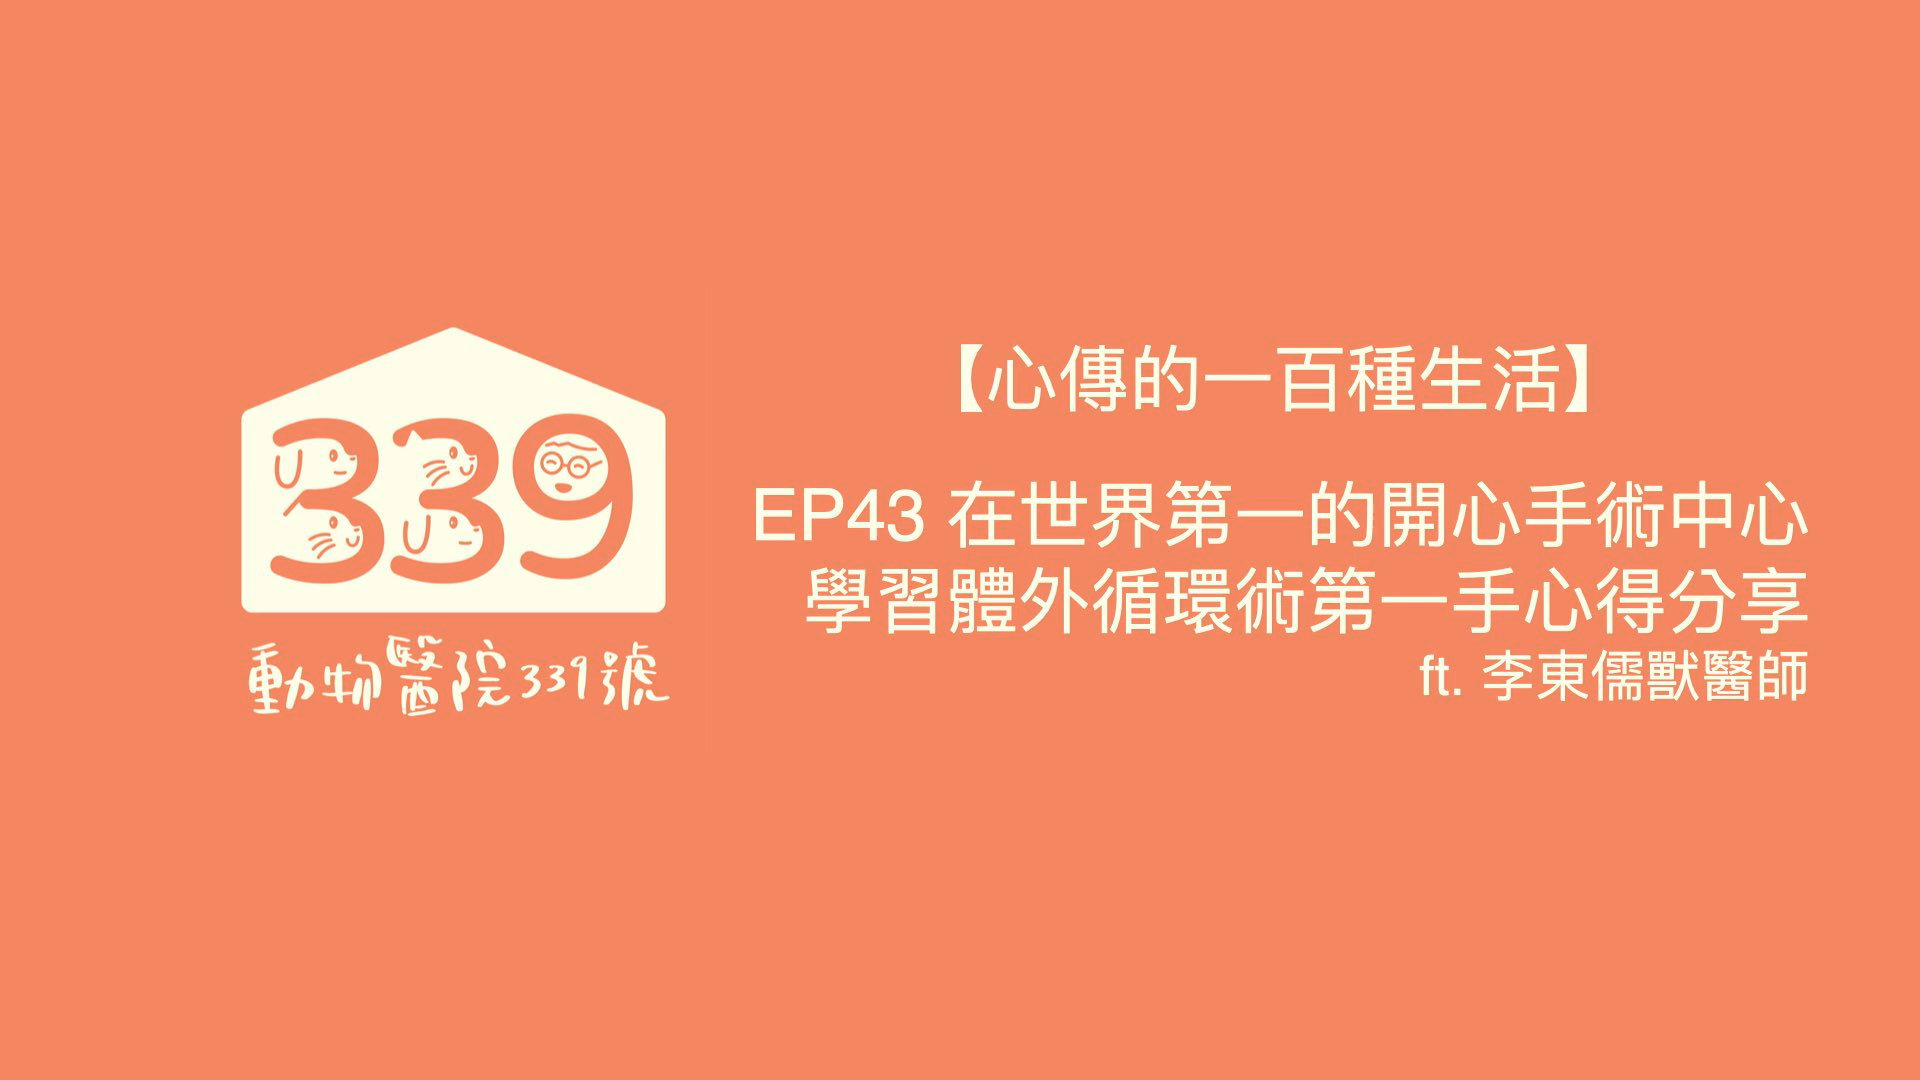 339
動物醫院339號
【心傳的一百種生活】
EP43 在世界第一的開心手術中心
學習體外循環術第一手心得分享
ft. 李東儒獸醫師